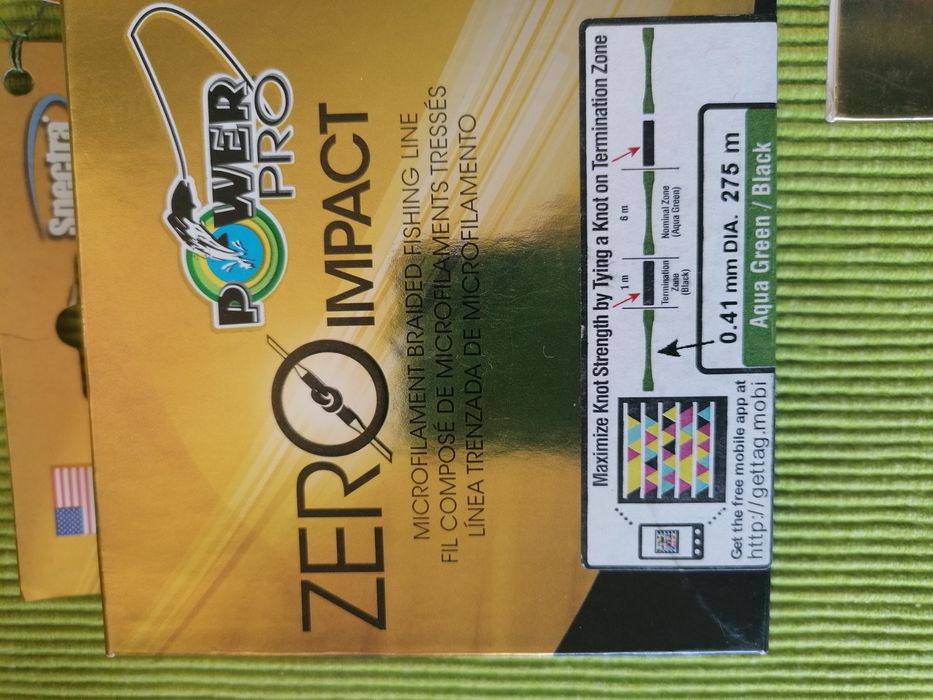 Spectra
POWER
PRO
ZERO IMPACT
MICROFILAMENT BRAIDED FISHING LINE
FIL COMPOSÉ DE MICROFILAMENTS TRESSÉS
LÍNEA TRENZADA DE MICROFILAMENTO
Maximize Knot Strength by Tying a Knot on Termination Zone
1 m
6 m
Termination
Zone
(Black)
Nominal Zone
(Aqua Green)
0.41 mm DIA. 275 m
Aqua Green / Black
Get the free mobile app at
http://gettag.mobi